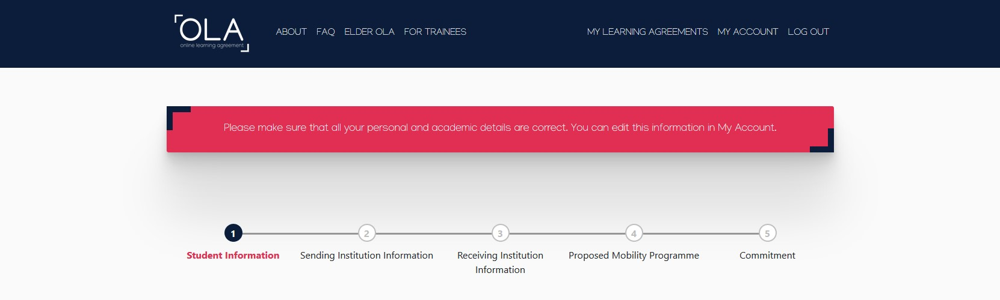 OLA
online learning agreement
ABOUT FAQ ELDER OLA FOR TRAINEES MY LEARNING AGREEMENTS MY ACCOUNT LOG OUT
Please make sure that all your personal and academic details are correct. You can edit this information in My Account.
1 2 3 4 5
Student Information Sending Institution Information Receiving Institution Proposed Mobility Programme Commitment
Information